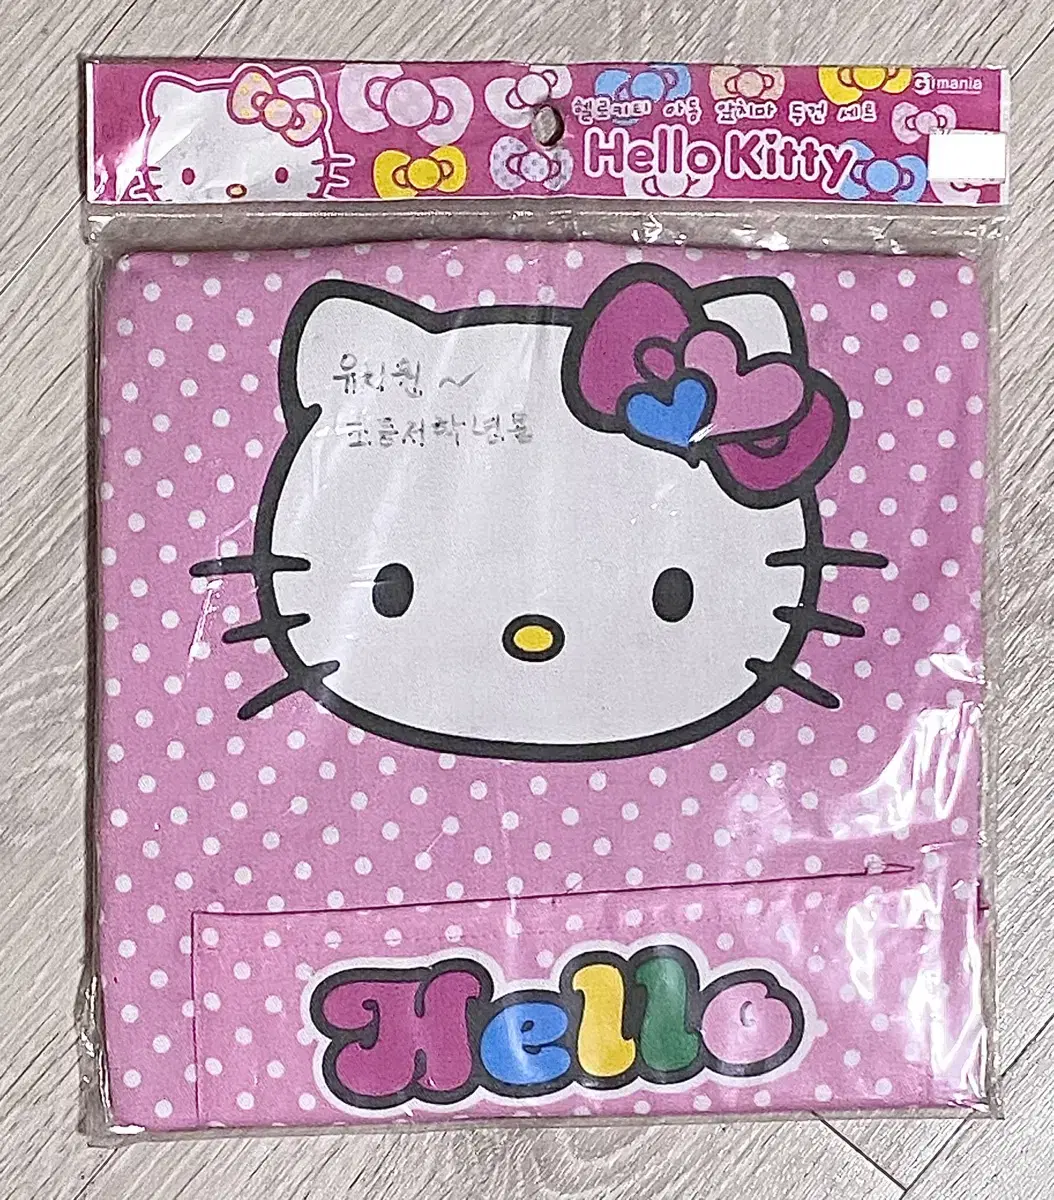 Gimania
헬로키티 아동 앞치마 두건 세트
Hello Kitty
유치원~
초등저학년용
Hello